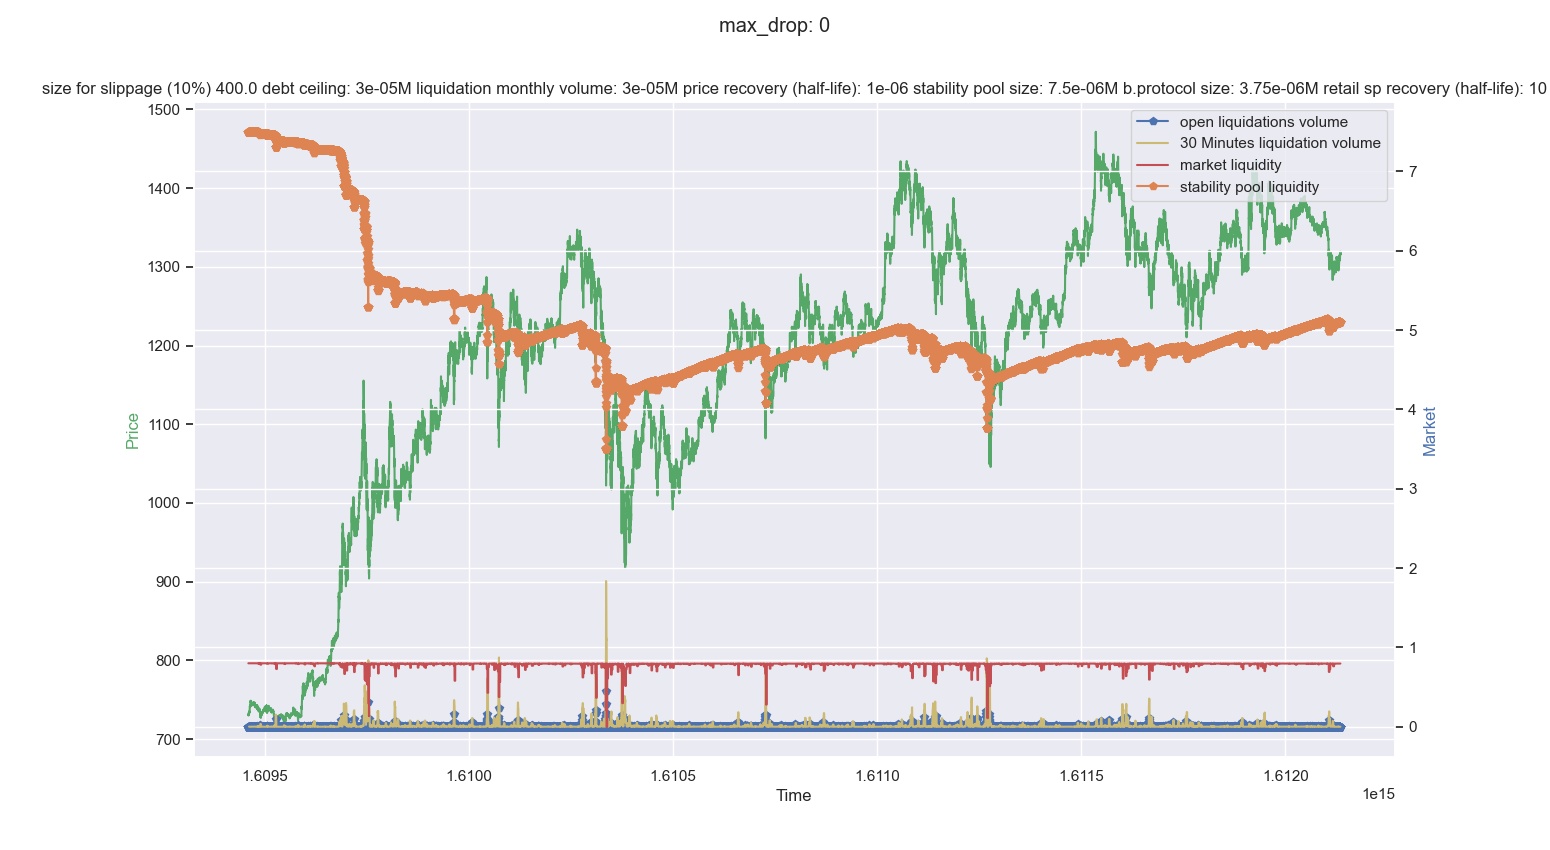 max_drop: 0
size for slippage (10%) 400.0 debt ceiling: 3e-05M liquidation monthly volume: 3e-05M price recovery (half-life): 1e-06 stability pool size: 7.5e-06M b.protocol size: 3.75e-06M retail sp recovery (half-life): 10
open liquidations volume
30 Minutes liquidation volume
market liquidity
stability pool liquidity
1500
1400
1300
1200
1100
1000
900
800
700
Price
7
6
5
4
3
2
1
0
Market
1.6095 1.6100 1.6105 1.6110 1.6115 1.6120
Time
1e15